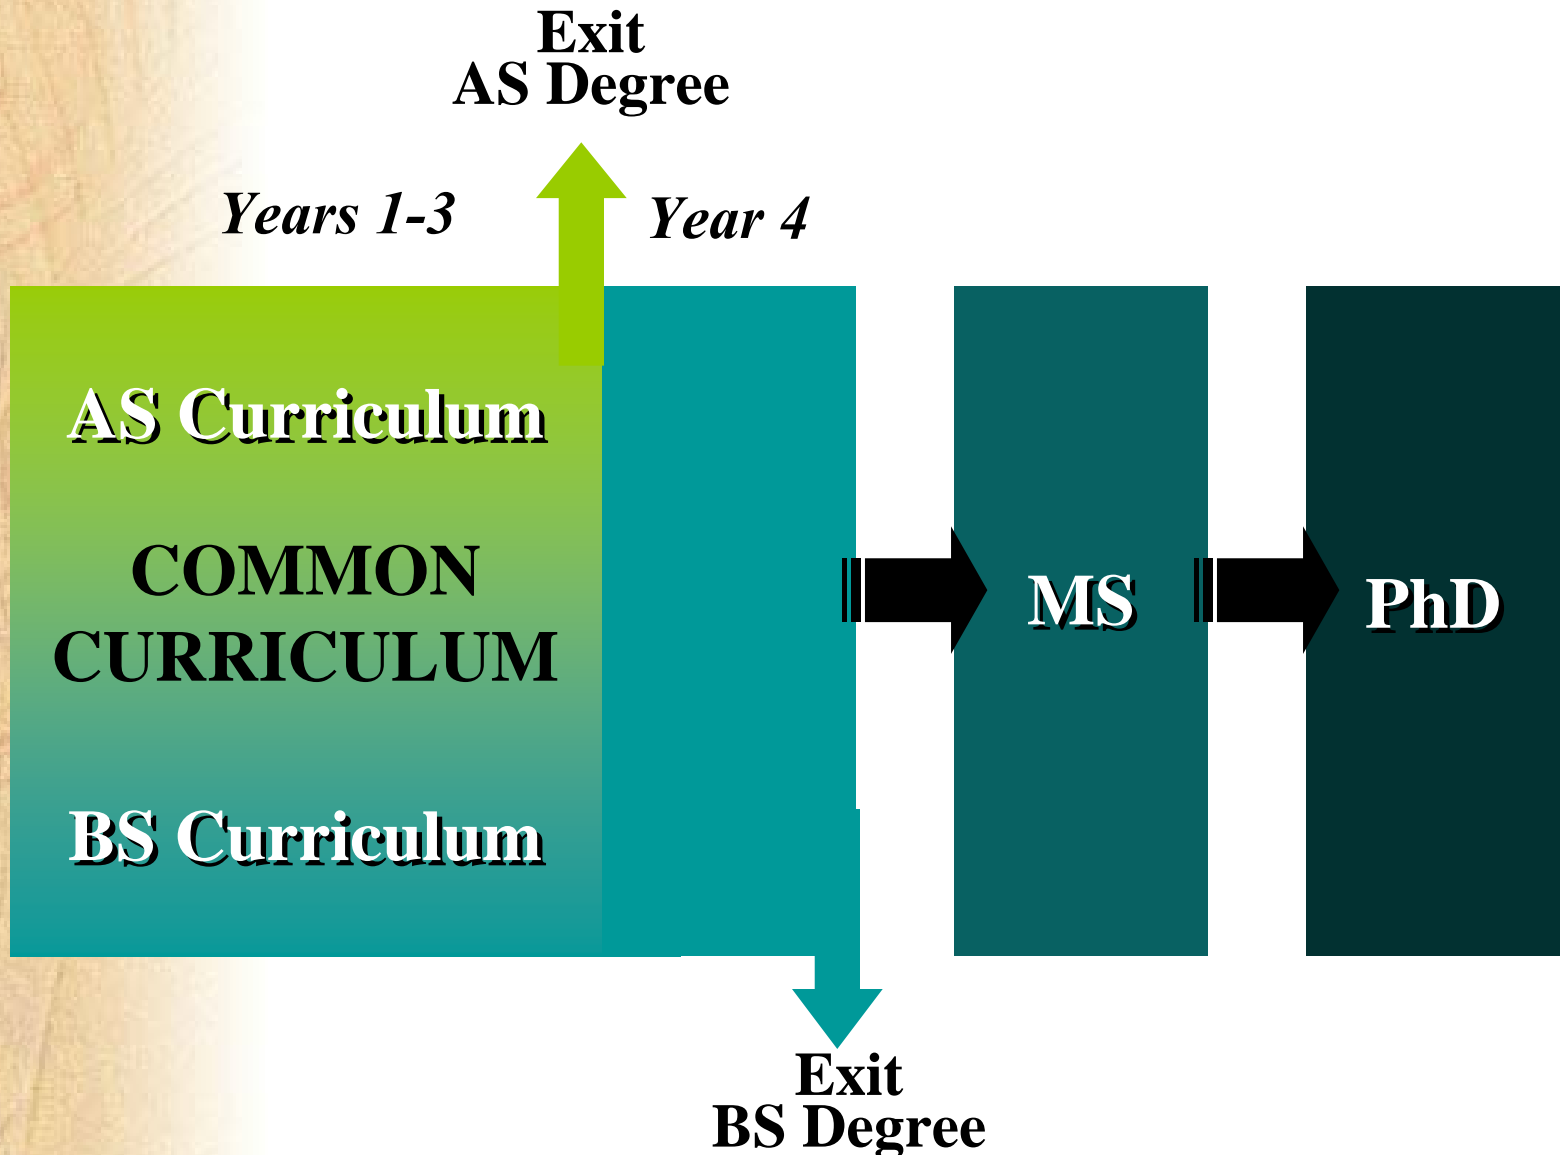 Exit
AS Degree
Years 1-3
Year 4
AS Curriculum
COMMON
CURRICULUM
BS Curriculum
MS
PhD
Exit
BS Degree